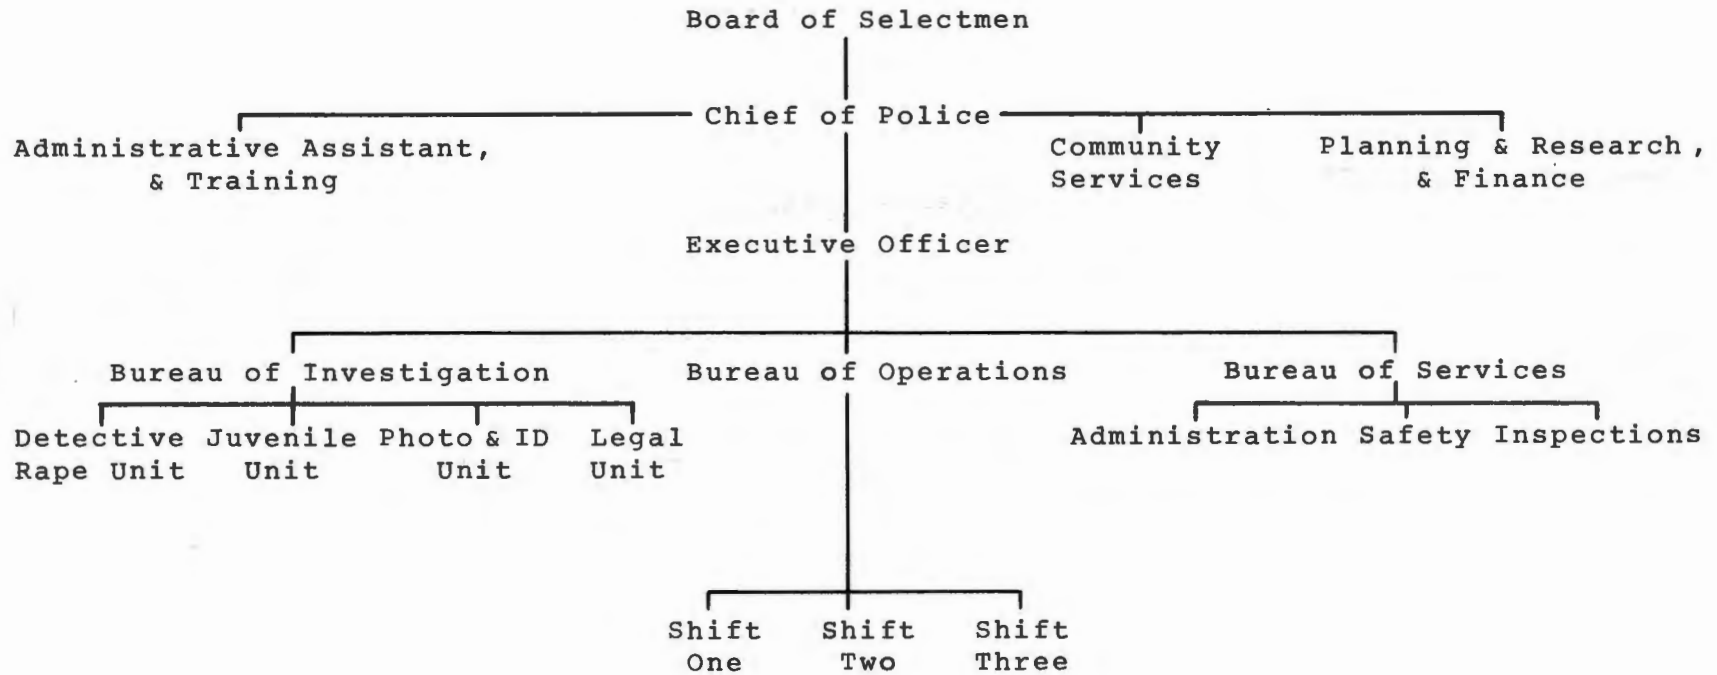 Board of Selectmen
Chief of Police
Administrative Assistant,
& Training
Community
Services
Planning & Research,
& Finance
Executive Officer
Bureau of Investigation
Bureau of Operations
Bureau of Services
Detective
Rape Unit
Juvenile
Unit
Photo & ID
Unit
Legal
Unit
Administration
Safety
Inspections
Shift
One
Shift
Two
Shift
Three